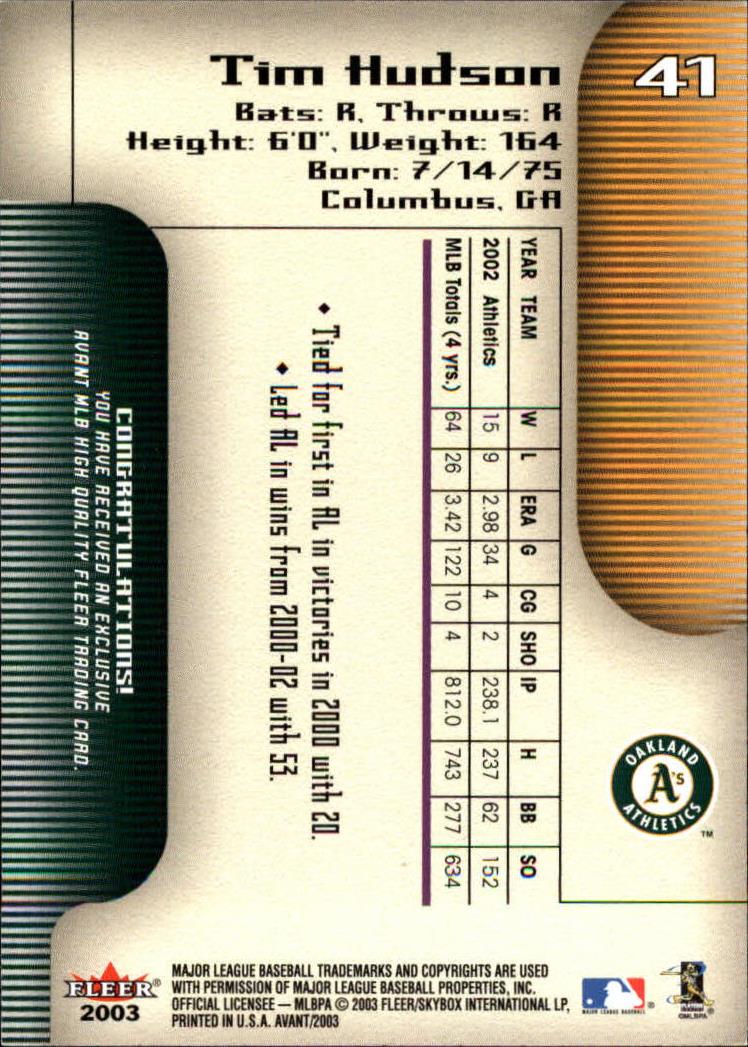 41
Tim Hudson
Bats: R, Throws: R
Height: 6'0", Weight: 164
Born: 7/14/75
Columbus, GA
YEAR TEAM W L ERA G CG SHO IP H BB SO
2002 Athletics 15 9 2.98 34 4 2 238.1 237 62 152
MLB Totals (4 yrs.) 64 26 3.42 122 10 4 812.0 743 277 634
♦ Tied for first in AL in victories in 2000 with 20.
♦ Led AL in wins from 2000-02 with 53.
CONGRATULATIONS!
YOU HAVE RECEIVED AN EXCLUSIVE
AVANT MLB HIGH QUALITY FLEER TRADING CARD.
OAKLAND
A's
ATHLETICS
TM
FLEER®
2003
MAJOR LEAGUE BASEBALL TRADEMARKS AND COPYRIGHTS ARE USED
WITH PERMISSION OF MAJOR LEAGUE BASEBALL PROPERTIES, INC.
OFFICIAL LICENSEE — MLBPA © 2003 FLEER/SKYBOX INTERNATIONAL LP,
PRINTED IN U.S.A. AVANT/2003
MAJOR LEAGUE BASEBALL
®
©MLBPA